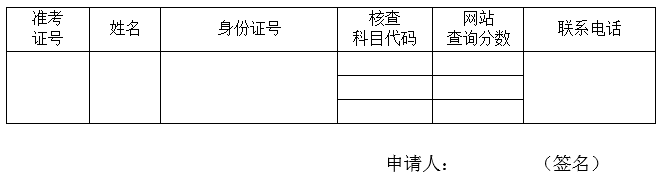 准考
证号
姓名
身份证号
核查
科目代码
网站
查询分数
联系电话
申请人： （签名）